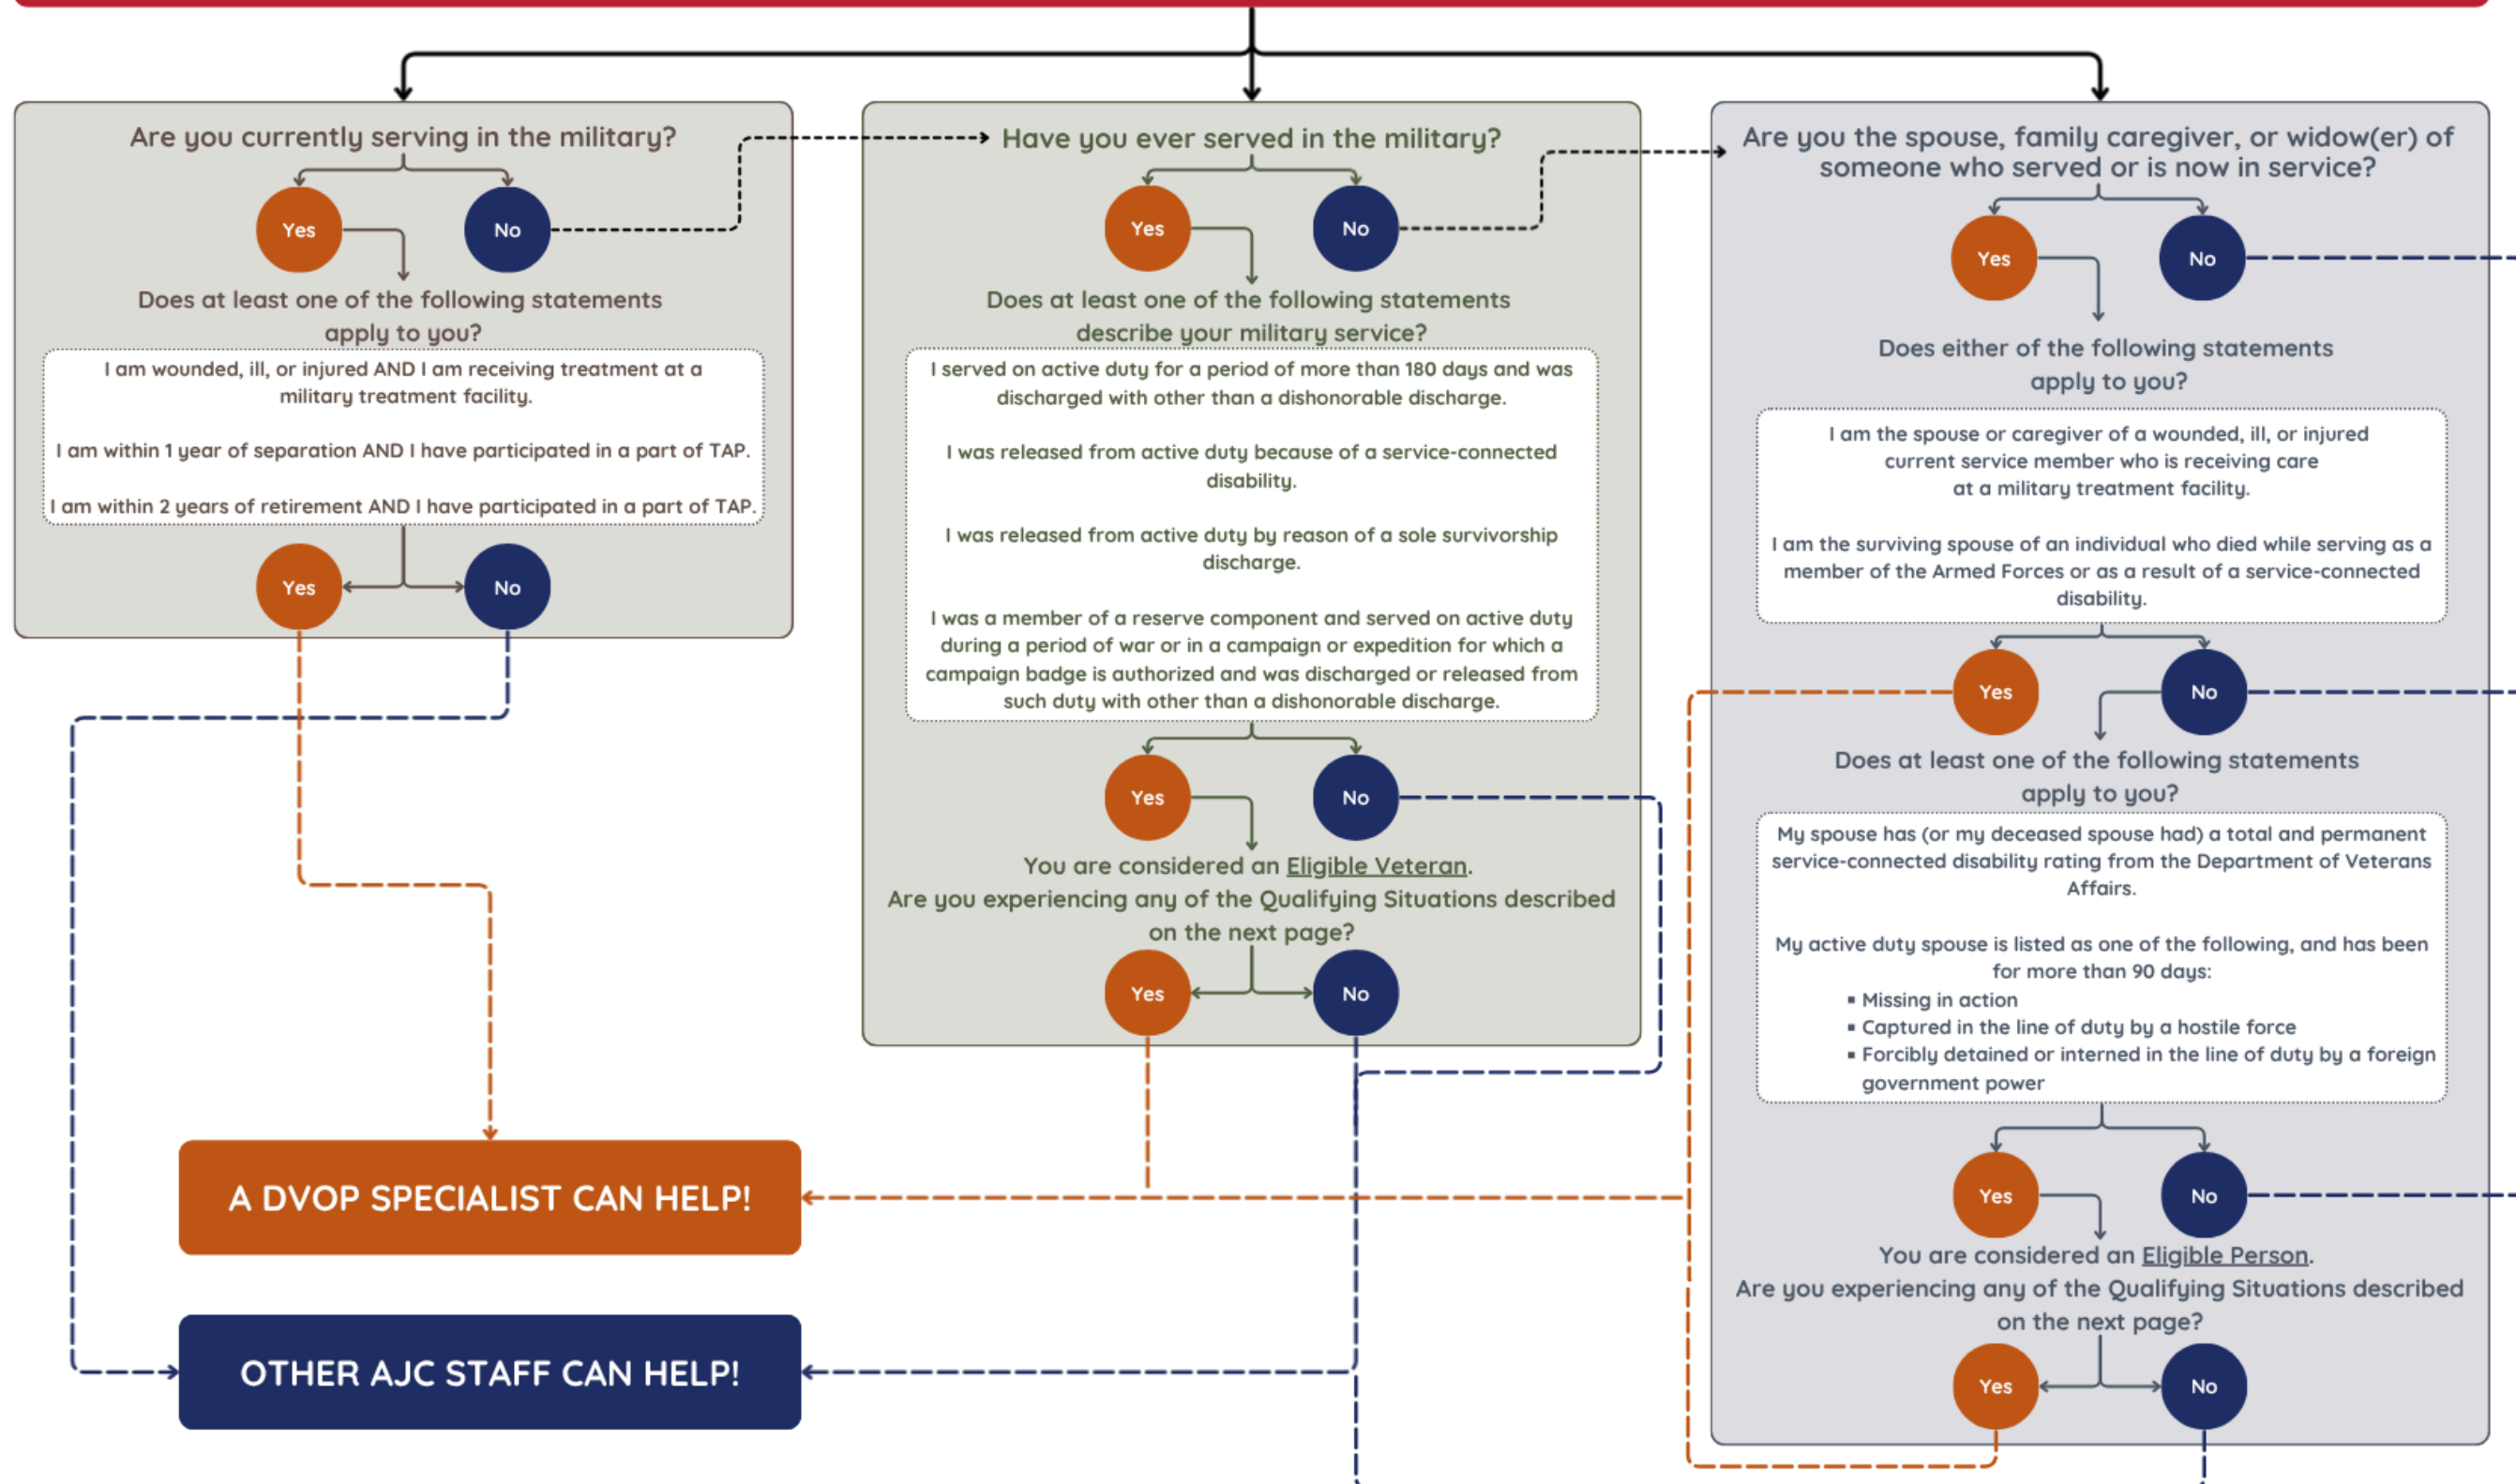 Are you currently serving in the military?
Yes
No
Does at least one of the following statements
apply to you?
I am wounded, ill, or injured AND I am receiving treatment at a
military treatment facility.
I am within 1 year of separation AND I have participated in a part of TAP.
I am within 2 years of retirement AND I have participated in a part of TAP.
Yes
No
Have you ever served in the military?
Yes
No
Does at least one of the following statements
describe your military service?
I served on active duty for a period of more than 180 days and was
discharged with other than a dishonorable discharge.
I was released from active duty because of a service-connected
disability.
I was released from active duty by reason of a sole survivorship
discharge.
I was a member of a reserve component and served on active duty
during a period of war or in a campaign or expedition for which a
campaign badge is authorized and was discharged or released from
such duty with other than a dishonorable discharge.
Yes
No
You are considered an Eligible Veteran.
Are you experiencing any of the Qualifying Situations described
on the next page?
Yes
No
Are you the spouse, family caregiver, or widow(er) of
someone who served or is now in service?
Yes
No
Does either of the following statements
apply to you?
I am the spouse or caregiver of a wounded, ill, or injured
current service member who is receiving care
at a military treatment facility.
I am the surviving spouse of an individual who died while serving as a
member of the Armed Forces or as a result of a service-connected
disability.
Yes
No
Does at least one of the following statements
apply to you?
My spouse has (or my deceased spouse had) a total and permanent
service-connected disability rating from the Department of Veterans
Affairs.
My active duty spouse is listed as one of the following, and has been
for more than 90 days:
▪ Missing in action
▪ Captured in the line of duty by a hostile force
▪ Forcibly detained or interned in the line of duty by a foreign
government power
Yes
No
You are considered an Eligible Person.
Are you experiencing any of the Qualifying Situations described
on the next page?
Yes
No
A DVOP SPECIALIST CAN HELP!
OTHER AJC STAFF CAN HELP!